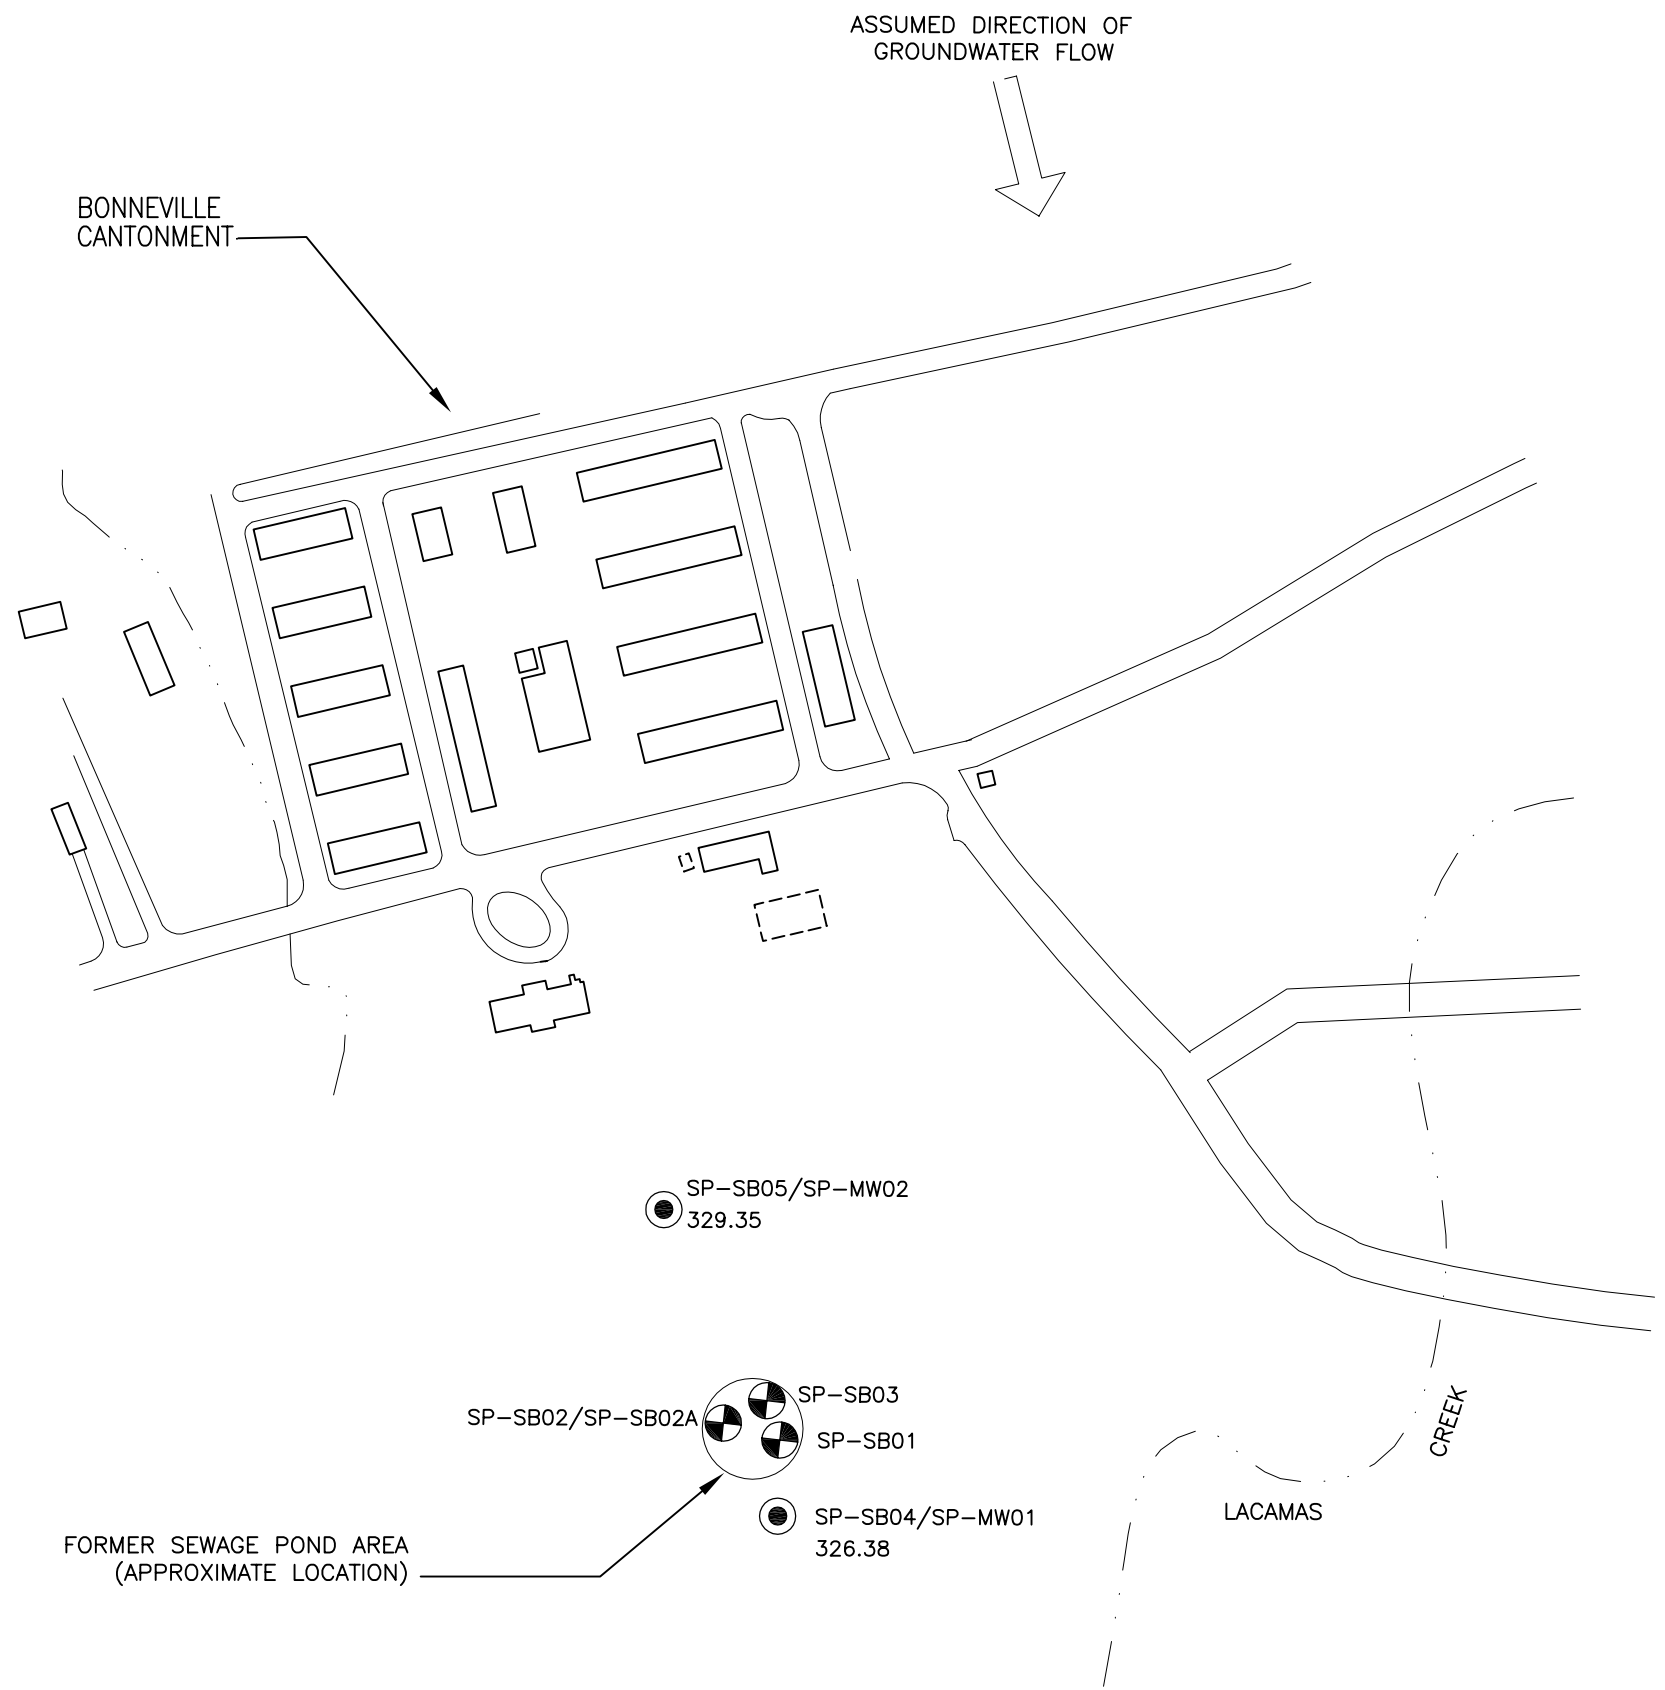 ASSUMED DIRECTION OF
GROUNDWATER FLOW
BONNEVILLE
CANTONMENT
SP-SB05/SP-MW02
329.35
SP-SB03
SP-SB02/SP-SB02A
SP-SB01
CREEK
LACAMAS
SP-SB04/SP-MW01
326.38
FORMER SEWAGE POND AREA
(APPROXIMATE LOCATION)